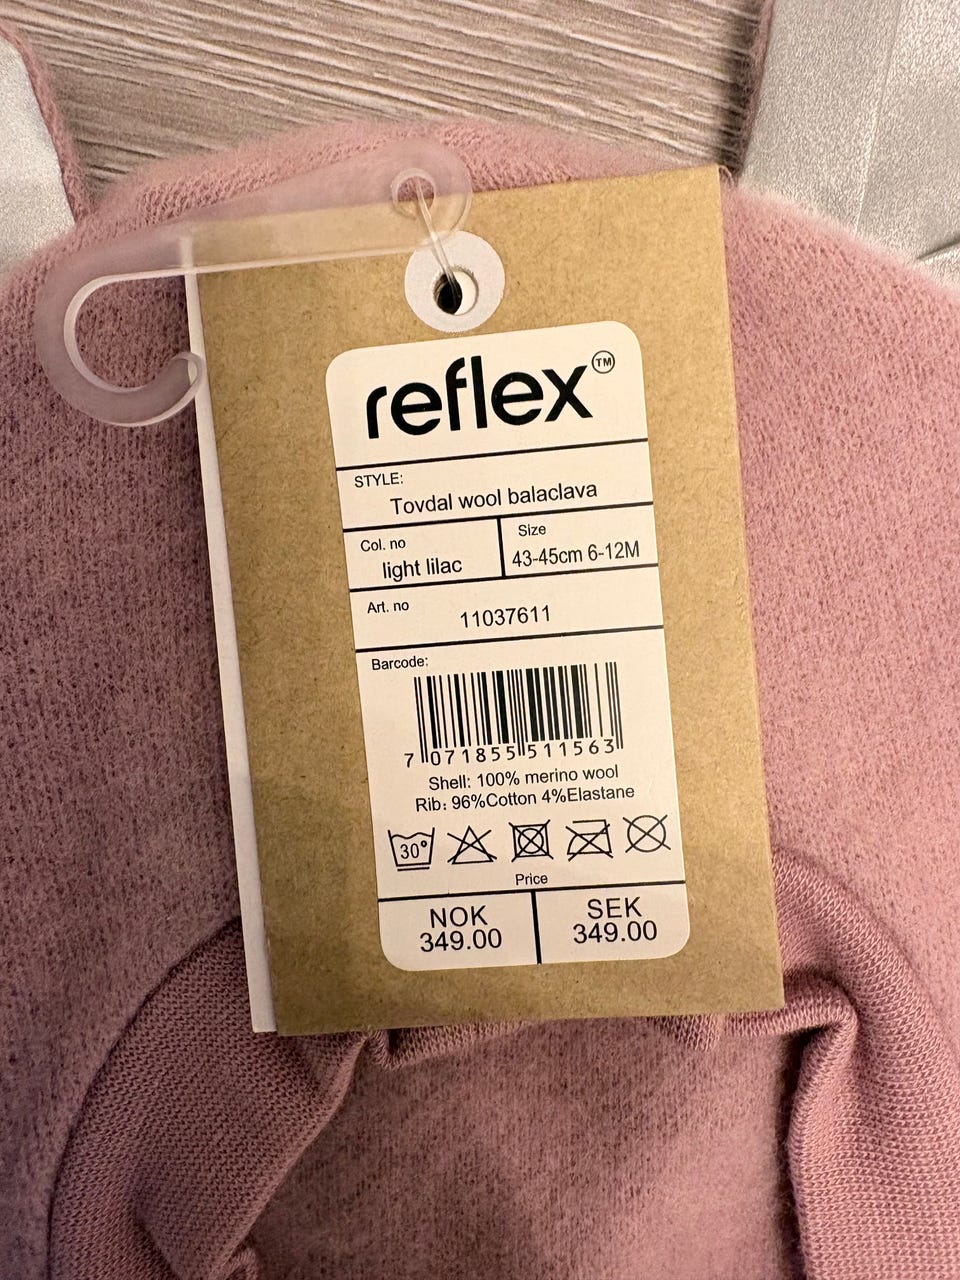 reflex™
STYLE:
Tovdal wool balaclava
Col. no
light lilac
Size
43-45cm 6-12M
Art. no
11037611
Barcode:
7 071855 511563
Shell: 100% merino wool
Rib: 96%Cotton 4%Elastane
30°
Price
NOK
349.00
SEK
349.00